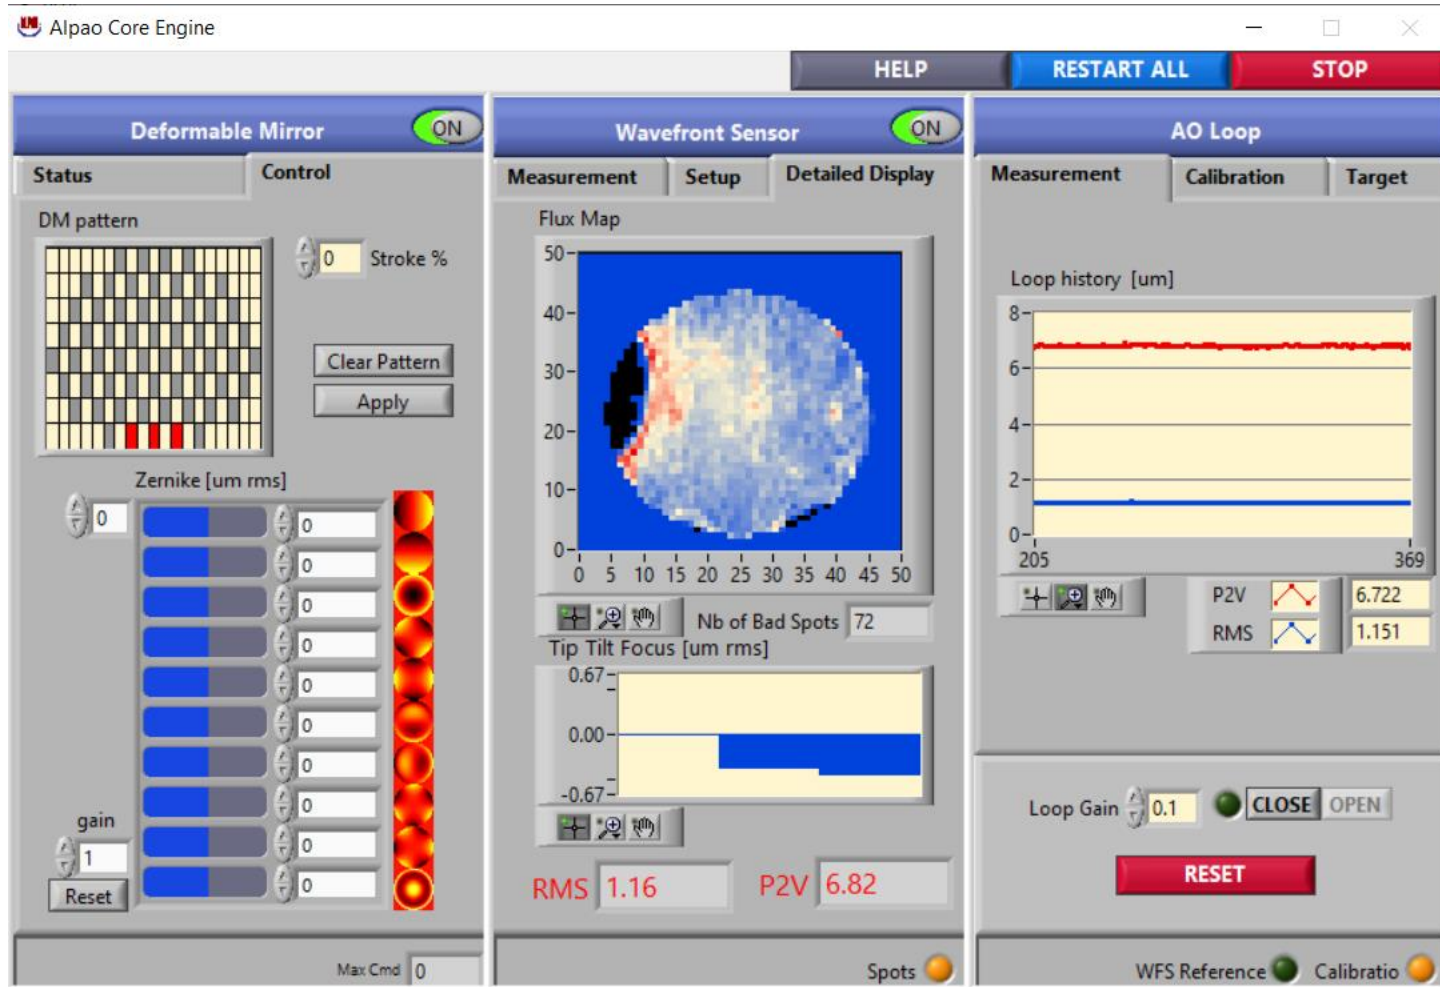 Alpao Core Engine
HELP RESTART ALL STOP
Deformable Mirror ON
Status Control
DM pattern
0 Stroke %
Clear Pattern
Apply
Zernike [um rms]
0 0
0
0
0
0
0
0
0
0
0
gain
1
Reset
Max Cmd 0
Wavefront Sensor ON
Measurement Setup Detailed Display
Flux Map
50
40
30
20
10
0
0 5 10 15 20 25 30 35 40 45 50
Nb of Bad Spots 72
Tip Tilt Focus [um rms]
0.67
0.00
-0.67
RMS 1.16 P2V 6.82
Spots
AO Loop
Measurement Calibration Target
Loop history [um]
8
6
4
2
0
205 369
P2V 6.722
RMS 1.151
Loop Gain 0.1 CLOSE OPEN
RESET
WFS Reference Calibratio